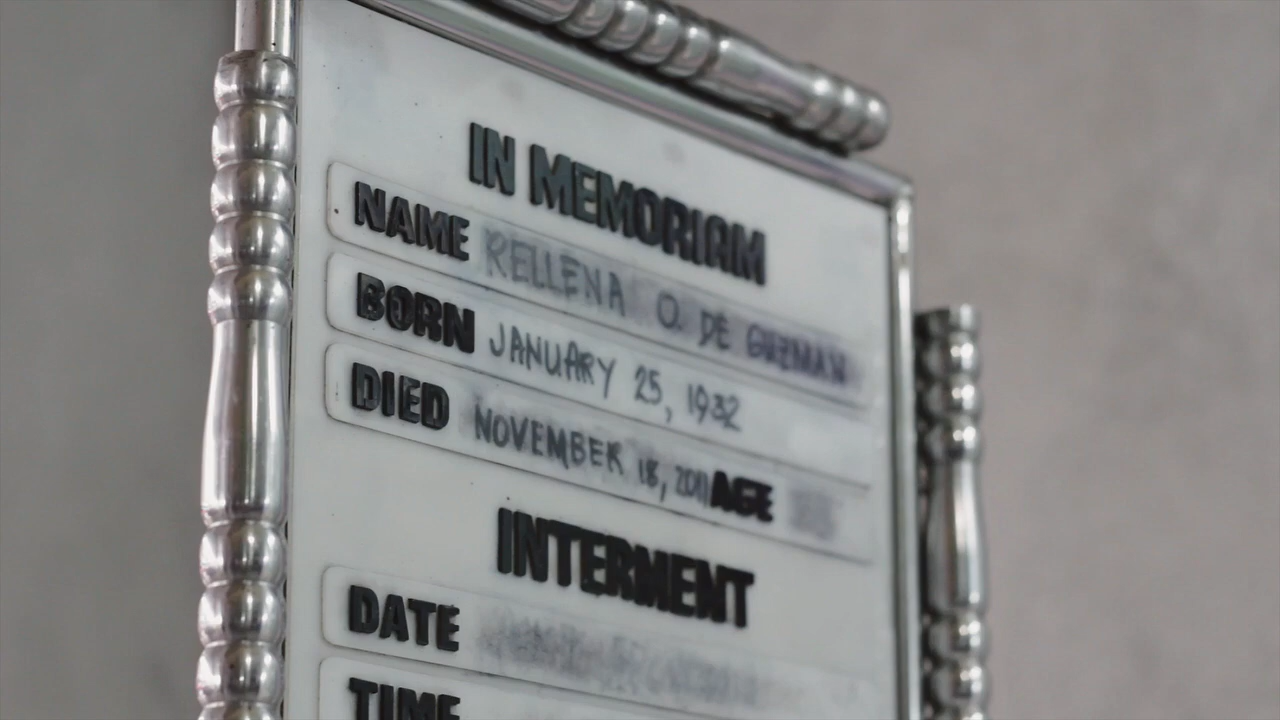 IN MEMORIAM
NAME RELLENA O. DE GUZMAN
BORN JANUARY 25, 1932
DIED NOVEMBER 18, 2011 AGE
INTERMENT
DATE
TIME